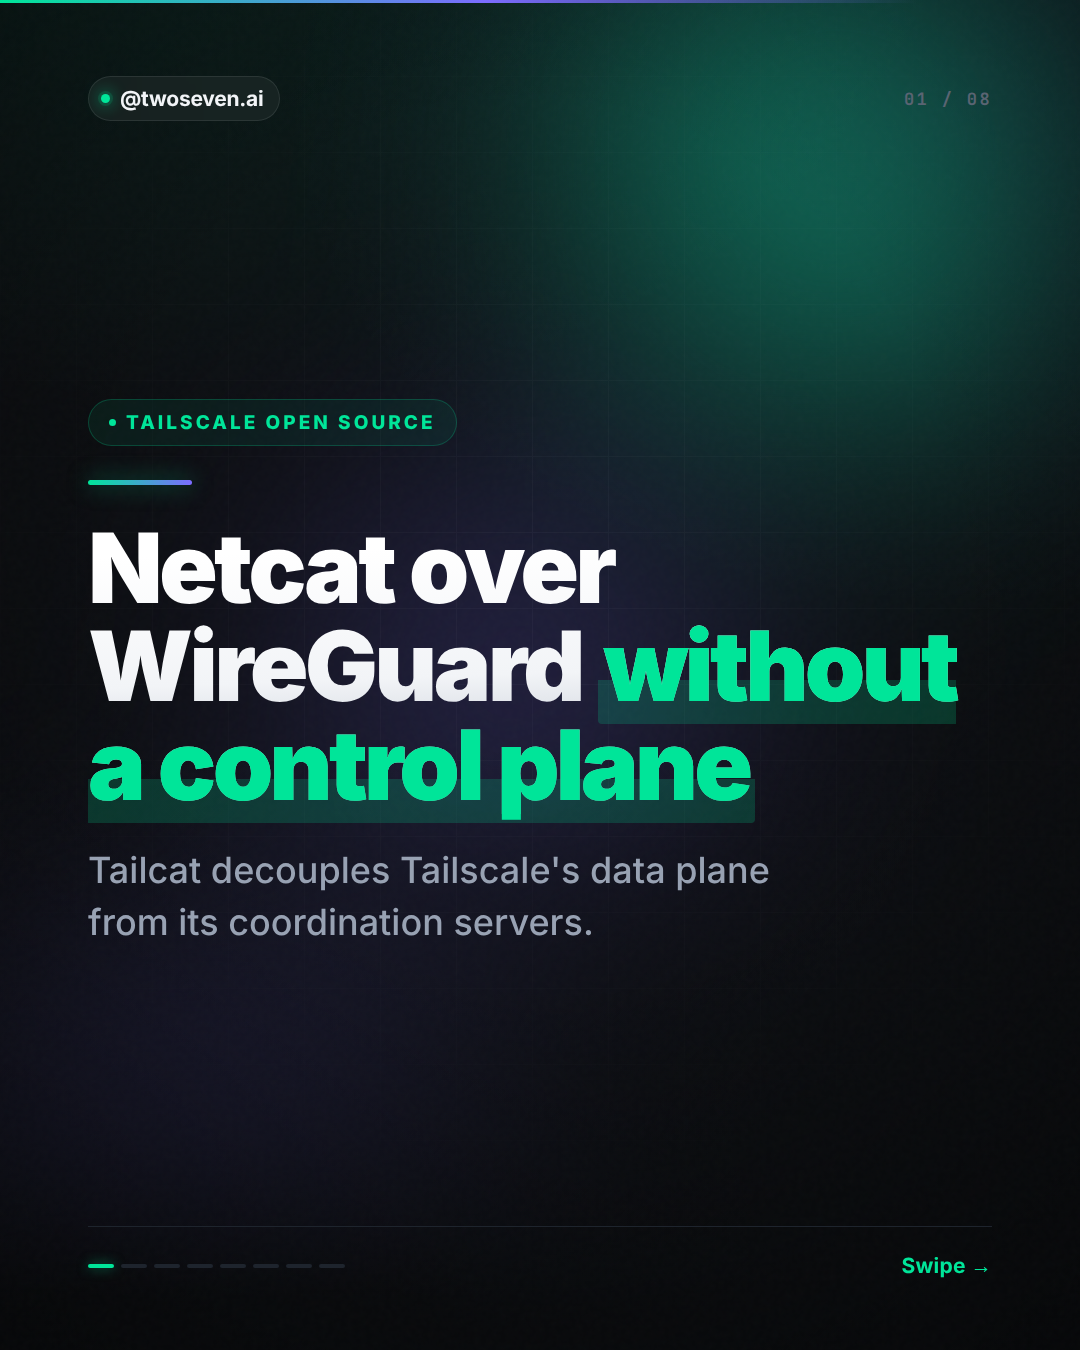 @twoseven.ai
01 / 08
TAILSCALE OPEN SOURCE
Netcat over
WireGuard without
a control plane
Tailcat decouples Tailscale's data plane
from its coordination servers.
Swipe →